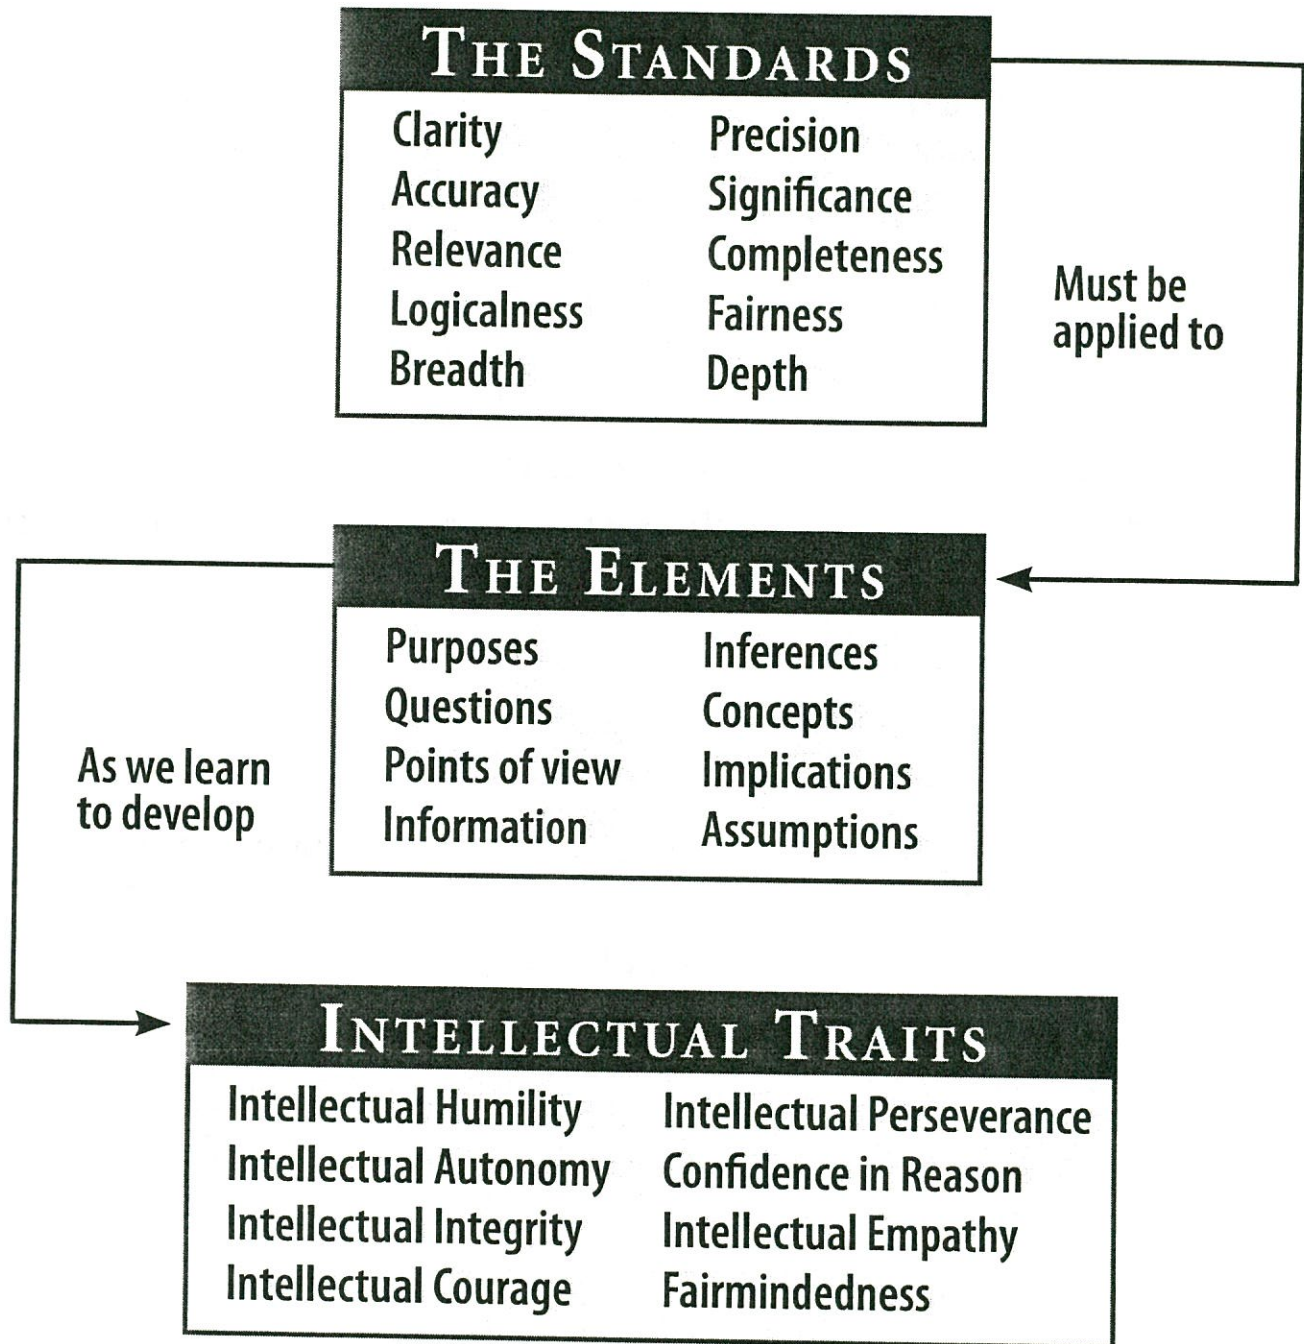 THE STANDARDS
Clarity
Accuracy
Relevance
Logicalness
Breadth
Precision
Significance
Completeness
Fairness
Depth
Must be
applied to
THE ELEMENTS
Purposes
Questions
Points of view
Information
Inferences
Concepts
Implications
Assumptions
As we learn
to develop
INTELLECTUAL TRAITS
Intellectual Humility
Intellectual Autonomy
Intellectual Integrity
Intellectual Courage
Intellectual Perseverance
Confidence in Reason
Intellectual Empathy
Fairmindedness